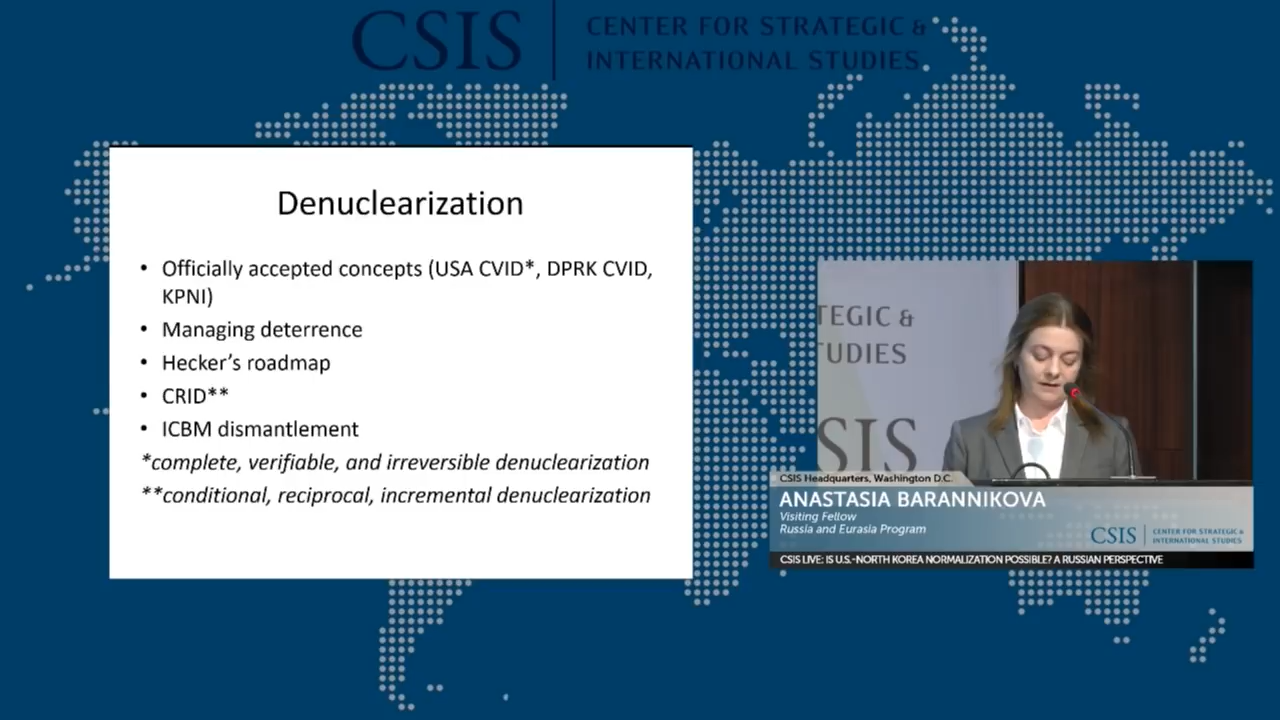 CSIS
CENTER FOR STRATEGIC &
INTERNATIONAL STUDIES
Denuclearization
• Officially accepted concepts (USA CVID*, DPRK CVID,
KPNI)
• Managing deterrence
• Hecker’s roadmap
• CRID**
• ICBM dismantlement
*complete, verifiable, and irreversible denuclearization
**conditional, reciprocal, incremental denuclearization
TEGIC &
TUDIES
SIS
CSIS Headquarters, Washington D.C.
ANASTASIA BARANNIKOVA
Visiting Fellow
Russia and Eurasia Program
CSIS
CENTER FOR STRATEGIC &
INTERNATIONAL STUDIES
CSIS LIVE: IS U.S.-NORTH KOREA NORMALIZATION POSSIBLE? A RUSSIAN PERSPECTIVE